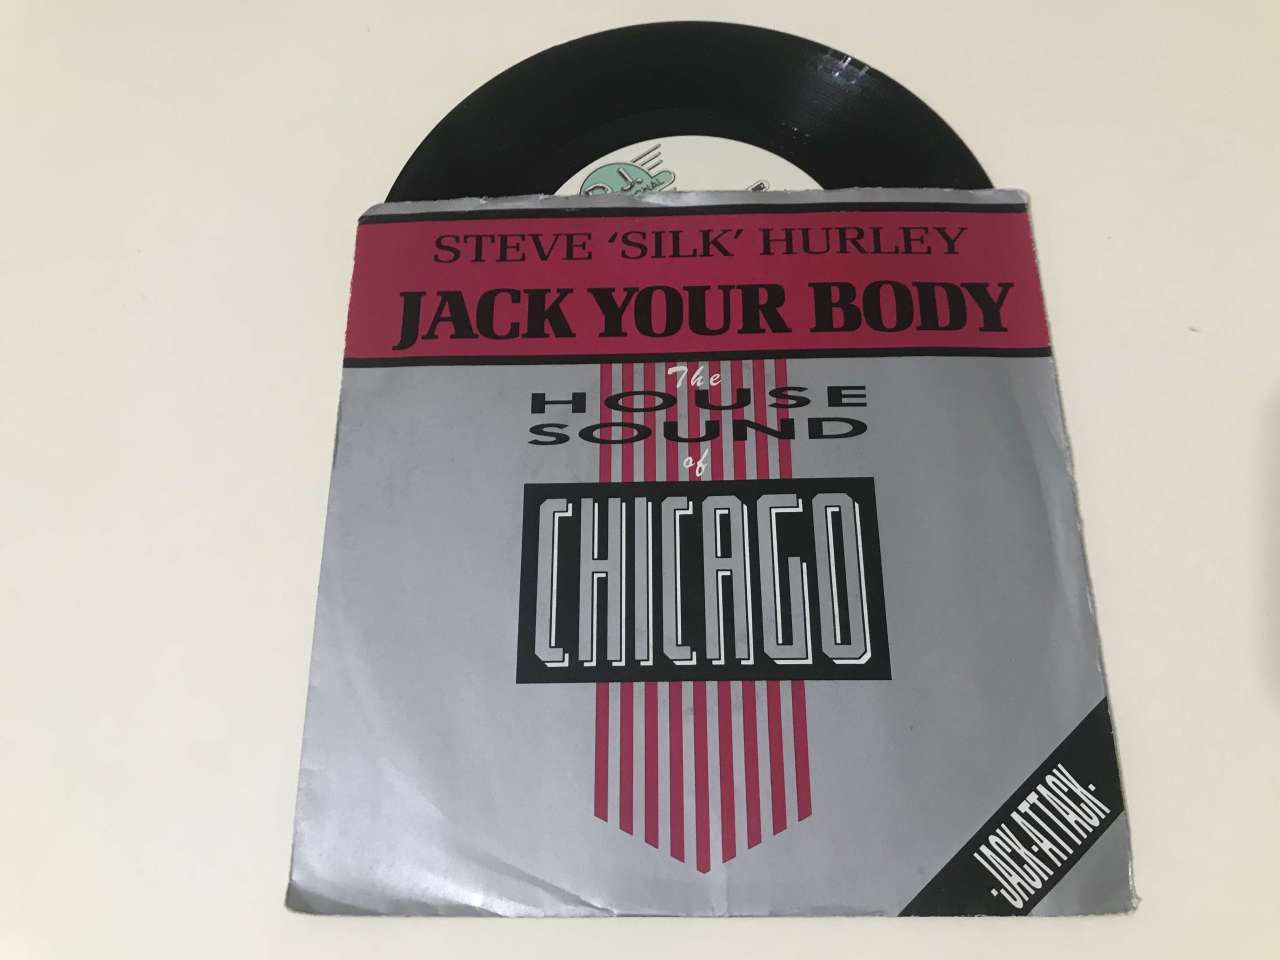 D.J.
STEVE ‘SILK’ HURLEY
JACK YOUR BODY
The
HOUSE
SOUND
of
CHICAGO
-JACK-ATTACK-